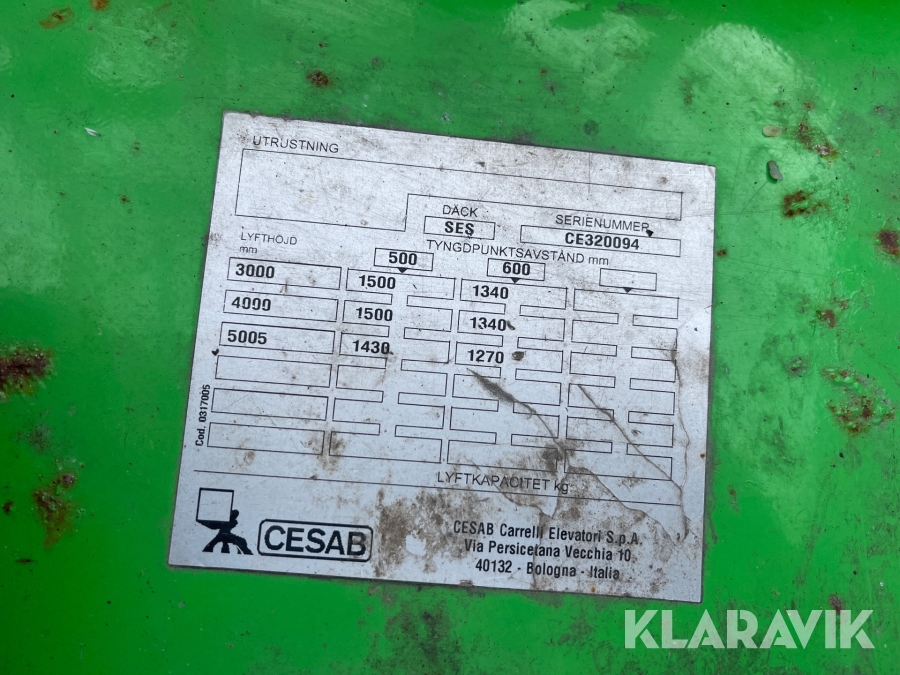 UTRUSTNING
DÄCK
SERIENUMMER
SES
CE320094
LYFTHÖJD
mm
TYNGDPUNKTSAVSTÅND mm
500 600
3000 1500 1340
4000 1500 1340
5005 1430 1270
Cod. 0317005
LYFTKAPACITET kg
CESAB
CESAB Carrelli Elevatori S.p.A.
Via Persicetana Vecchia 10
40132 - Bologna - Italia
KLARAVIK